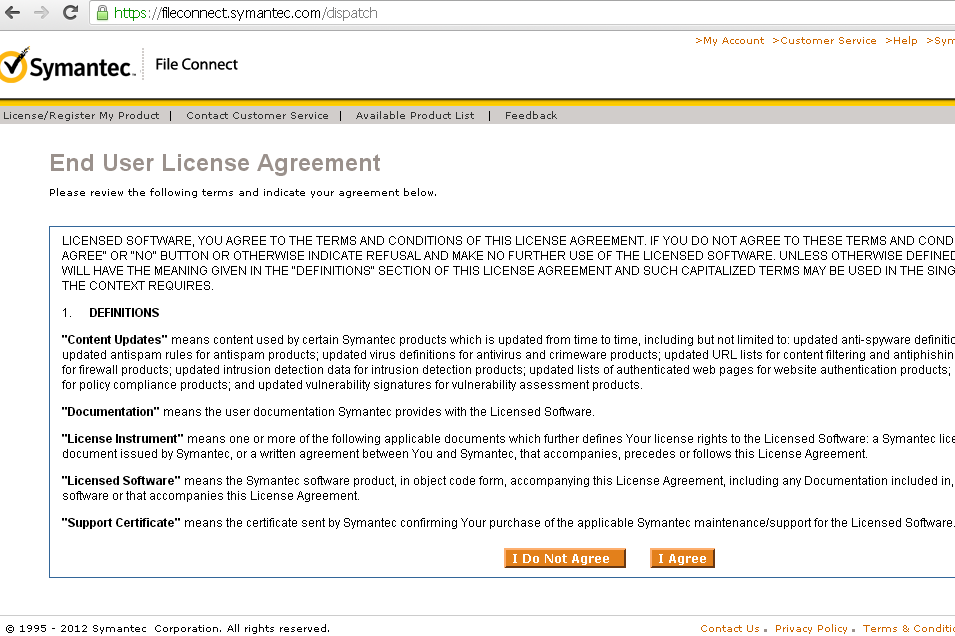 https://fileconnect.symantec.com/dispatch
>My Account >Customer Service >Help >Sym
Symantec. File Connect
License/Register My Product | Contact Customer Service | Available Product List | Feedback
End User License Agreement
Please review the following terms and indicate your agreement below.
LICENSED SOFTWARE, YOU AGREE TO THE TERMS AND CONDITIONS OF THIS LICENSE AGREEMENT. IF YOU DO NOT AGREE TO THESE TERMS AND COND
AGREE" OR "NO" BUTTON OR OTHERWISE INDICATE REFUSAL AND MAKE NO FURTHER USE OF THE LICENSED SOFTWARE. UNLESS OTHERWISE DEFINED
WILL HAVE THE MEANING GIVEN IN THE "DEFINITIONS" SECTION OF THIS LICENSE AGREEMENT AND SUCH CAPITALIZED TERMS MAY BE USED IN THE SING
THE CONTEXT REQUIRES.
1. DEFINITIONS
"Content Updates" means content used by certain Symantec products which is updated from time to time, including but not limited to: updated anti-spyware definitio
updated antispam rules for antispam products; updated virus definitions for antivirus and crimeware products; updated URL lists for content filtering and antiphishin
for firewall products; updated intrusion detection data for intrusion detection products; updated lists of authenticated web pages for website authentication products;
for policy compliance products; and updated vulnerability signatures for vulnerability assessment products.
"Documentation" means the user documentation Symantec provides with the Licensed Software.
"License Instrument" means one or more of the following applicable documents which further defines Your license rights to the Licensed Software: a Symantec lice
document issued by Symantec, or a written agreement between You and Symantec, that accompanies, precedes or follows this License Agreement.
"Licensed Software" means the Symantec software product, in object code form, accompanying this License Agreement, including any Documentation included in,
software or that accompanies this License Agreement.
"Support Certificate" means the certificate sent by Symantec confirming Your purchase of the applicable Symantec maintenance/support for the Licensed Software.
I Do Not Agree I Agree
© 1995 - 2012 Symantec Corporation. All rights reserved.
Contact Us Privacy Policy Terms & Conditio